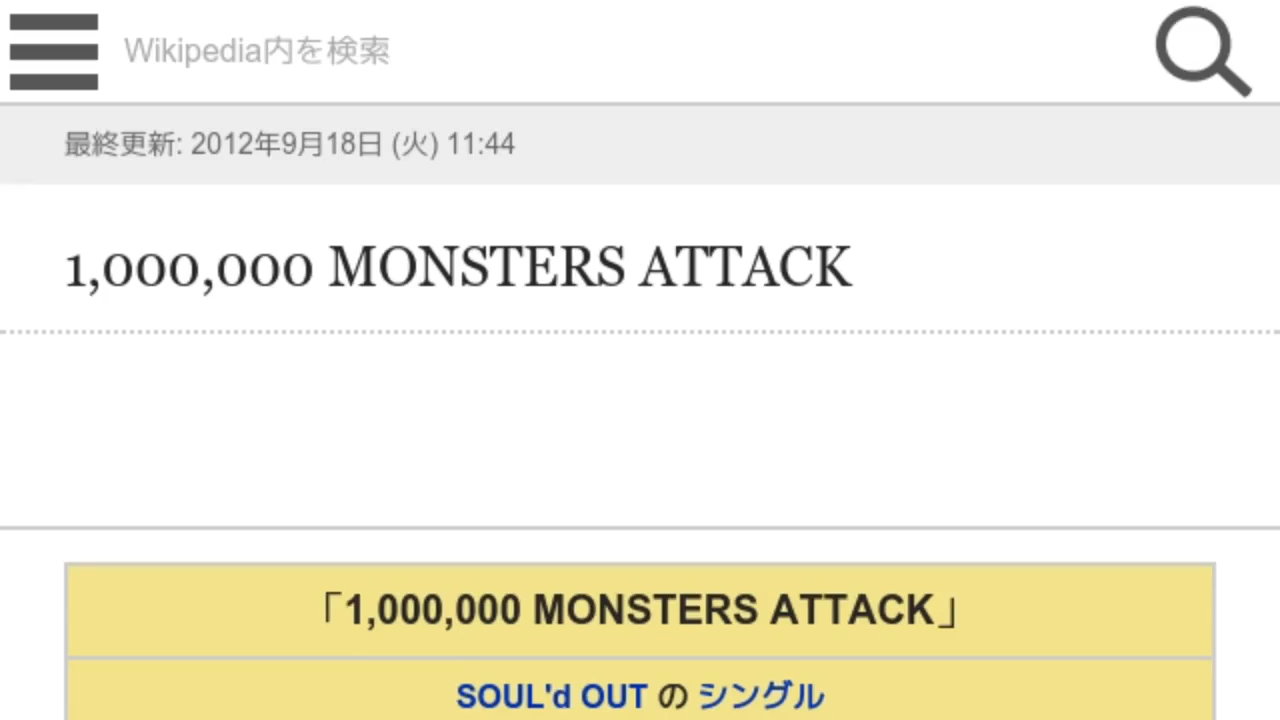 Wikipedia内を検索
最終更新: 2012年9月18日 (火) 11:44
1,000,000 MONSTERS ATTACK
「1,000,000 MONSTERS ATTACK」
SOUL'd OUT の シングル